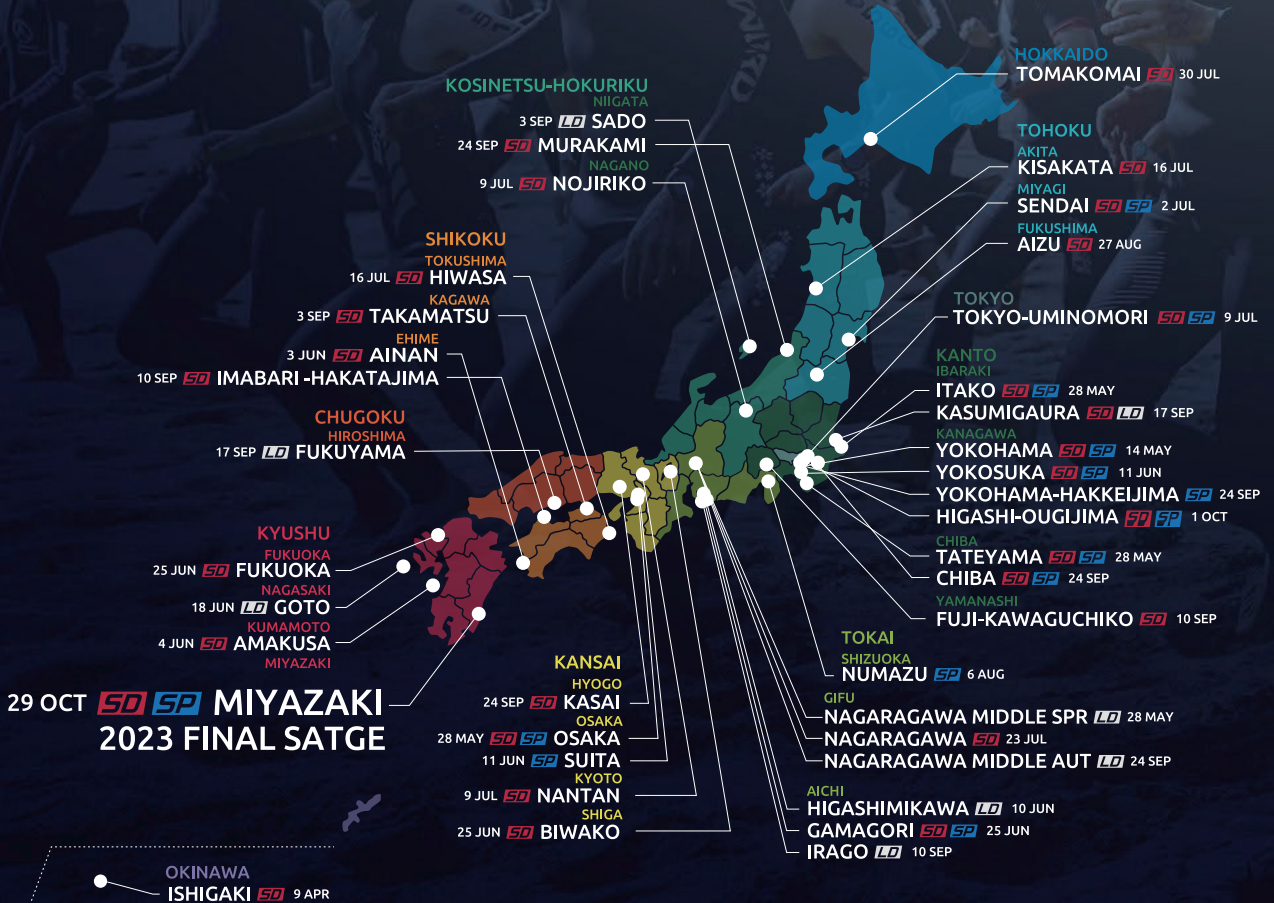 HOKKAIDO
TOMAKOMAI SD 30 JUL
TOHOKU
AKITA
KISAKATA SD 16 JUL
MIYAGI
SENDAI SD SP 2 JUL
FUKUSHIMA
AIZU SD 27 AUG
TOKYO
TOKYO-UMINOMORI SD SP 9 JUL
KANTO
IBARAKI
ITAKO SD SP 28 MAY
KASUMIGAURA SD LD 17 SEP
KANAGAWA
YOKOHAMA SD SP 14 MAY
YOKOSUKA SD SP 11 JUN
YOKOHAMA-HAKKEIJIMA SP 24 SEP
HIGASHI-OUGIJIMA SD SP 1 OCT
CHIBA
TATEYAMA SD SP 28 MAY
CHIBA SD SP 24 SEP
YAMANASHI
FUJI-KAWAGUCHIKO SD 10 SEP
TOKAI
SHIZUOKA
NUMAZU SP 6 AUG
GIFU
NAGARAGAWA MIDDLE SPR LD 28 MAY
NAGARAGAWA SD 23 JUL
NAGARAGAWA MIDDLE AUT LD 24 SEP
AICHI
HIGASHIMIKAWA LD 10 JUN
GAMAGORI SD SP 25 JUN
IRAGO LD 10 SEP
KOSINETSU-HOKURIKU
NIIGATA
3 SEP LD SADO
24 SEP SD MURAKAMI
NAGANO
9 JUL SD NOJIRIKO
SHIKOKU
TOKUSHIMA
16 JUL SD HIWASA
KAGAWA
3 SEP SD TAKAMATSU
EHIME
3 JUN SD AINAN
10 SEP SD IMABARI -HAKATAJIMA
CHUGOKU
HIROSHIMA
17 SEP LD FUKUYAMA
KYUSHU
FUKUOKA
25 JUN SD FUKUOKA
NAGASAKI
18 JUN LD GOTO
KUMAMOTO
4 JUN SD AMAKUSA
MIYAZAKI
29 OCT SD SP MIYAZAKI
2023 FINAL SATGE
KANSAI
HYOGO
24 SEP SD KASAI
OSAKA
28 MAY SD SP OSAKA
11 JUN SP SUITA
KYOTO
9 JUL SD NANTAN
SHIGA
25 JUN SD BIWAKO
OKINAWA
ISHIGAKI SD 9 APR